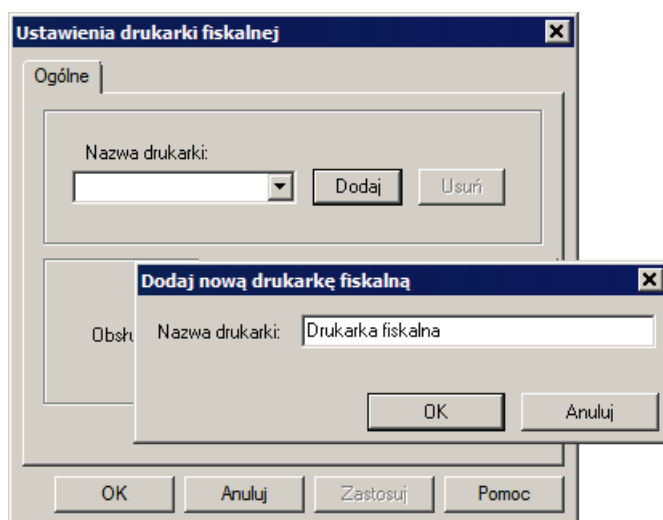 Ustawienia drukarki fiskalnej
Ogólne
Nazwa drukarki:
Dodaj Usuń
Dodaj nową drukarkę fiskalną
Nazwa drukarki: Drukarka fiskalna
OK Anuluj
OK Anuluj Zastosuj Pomoc